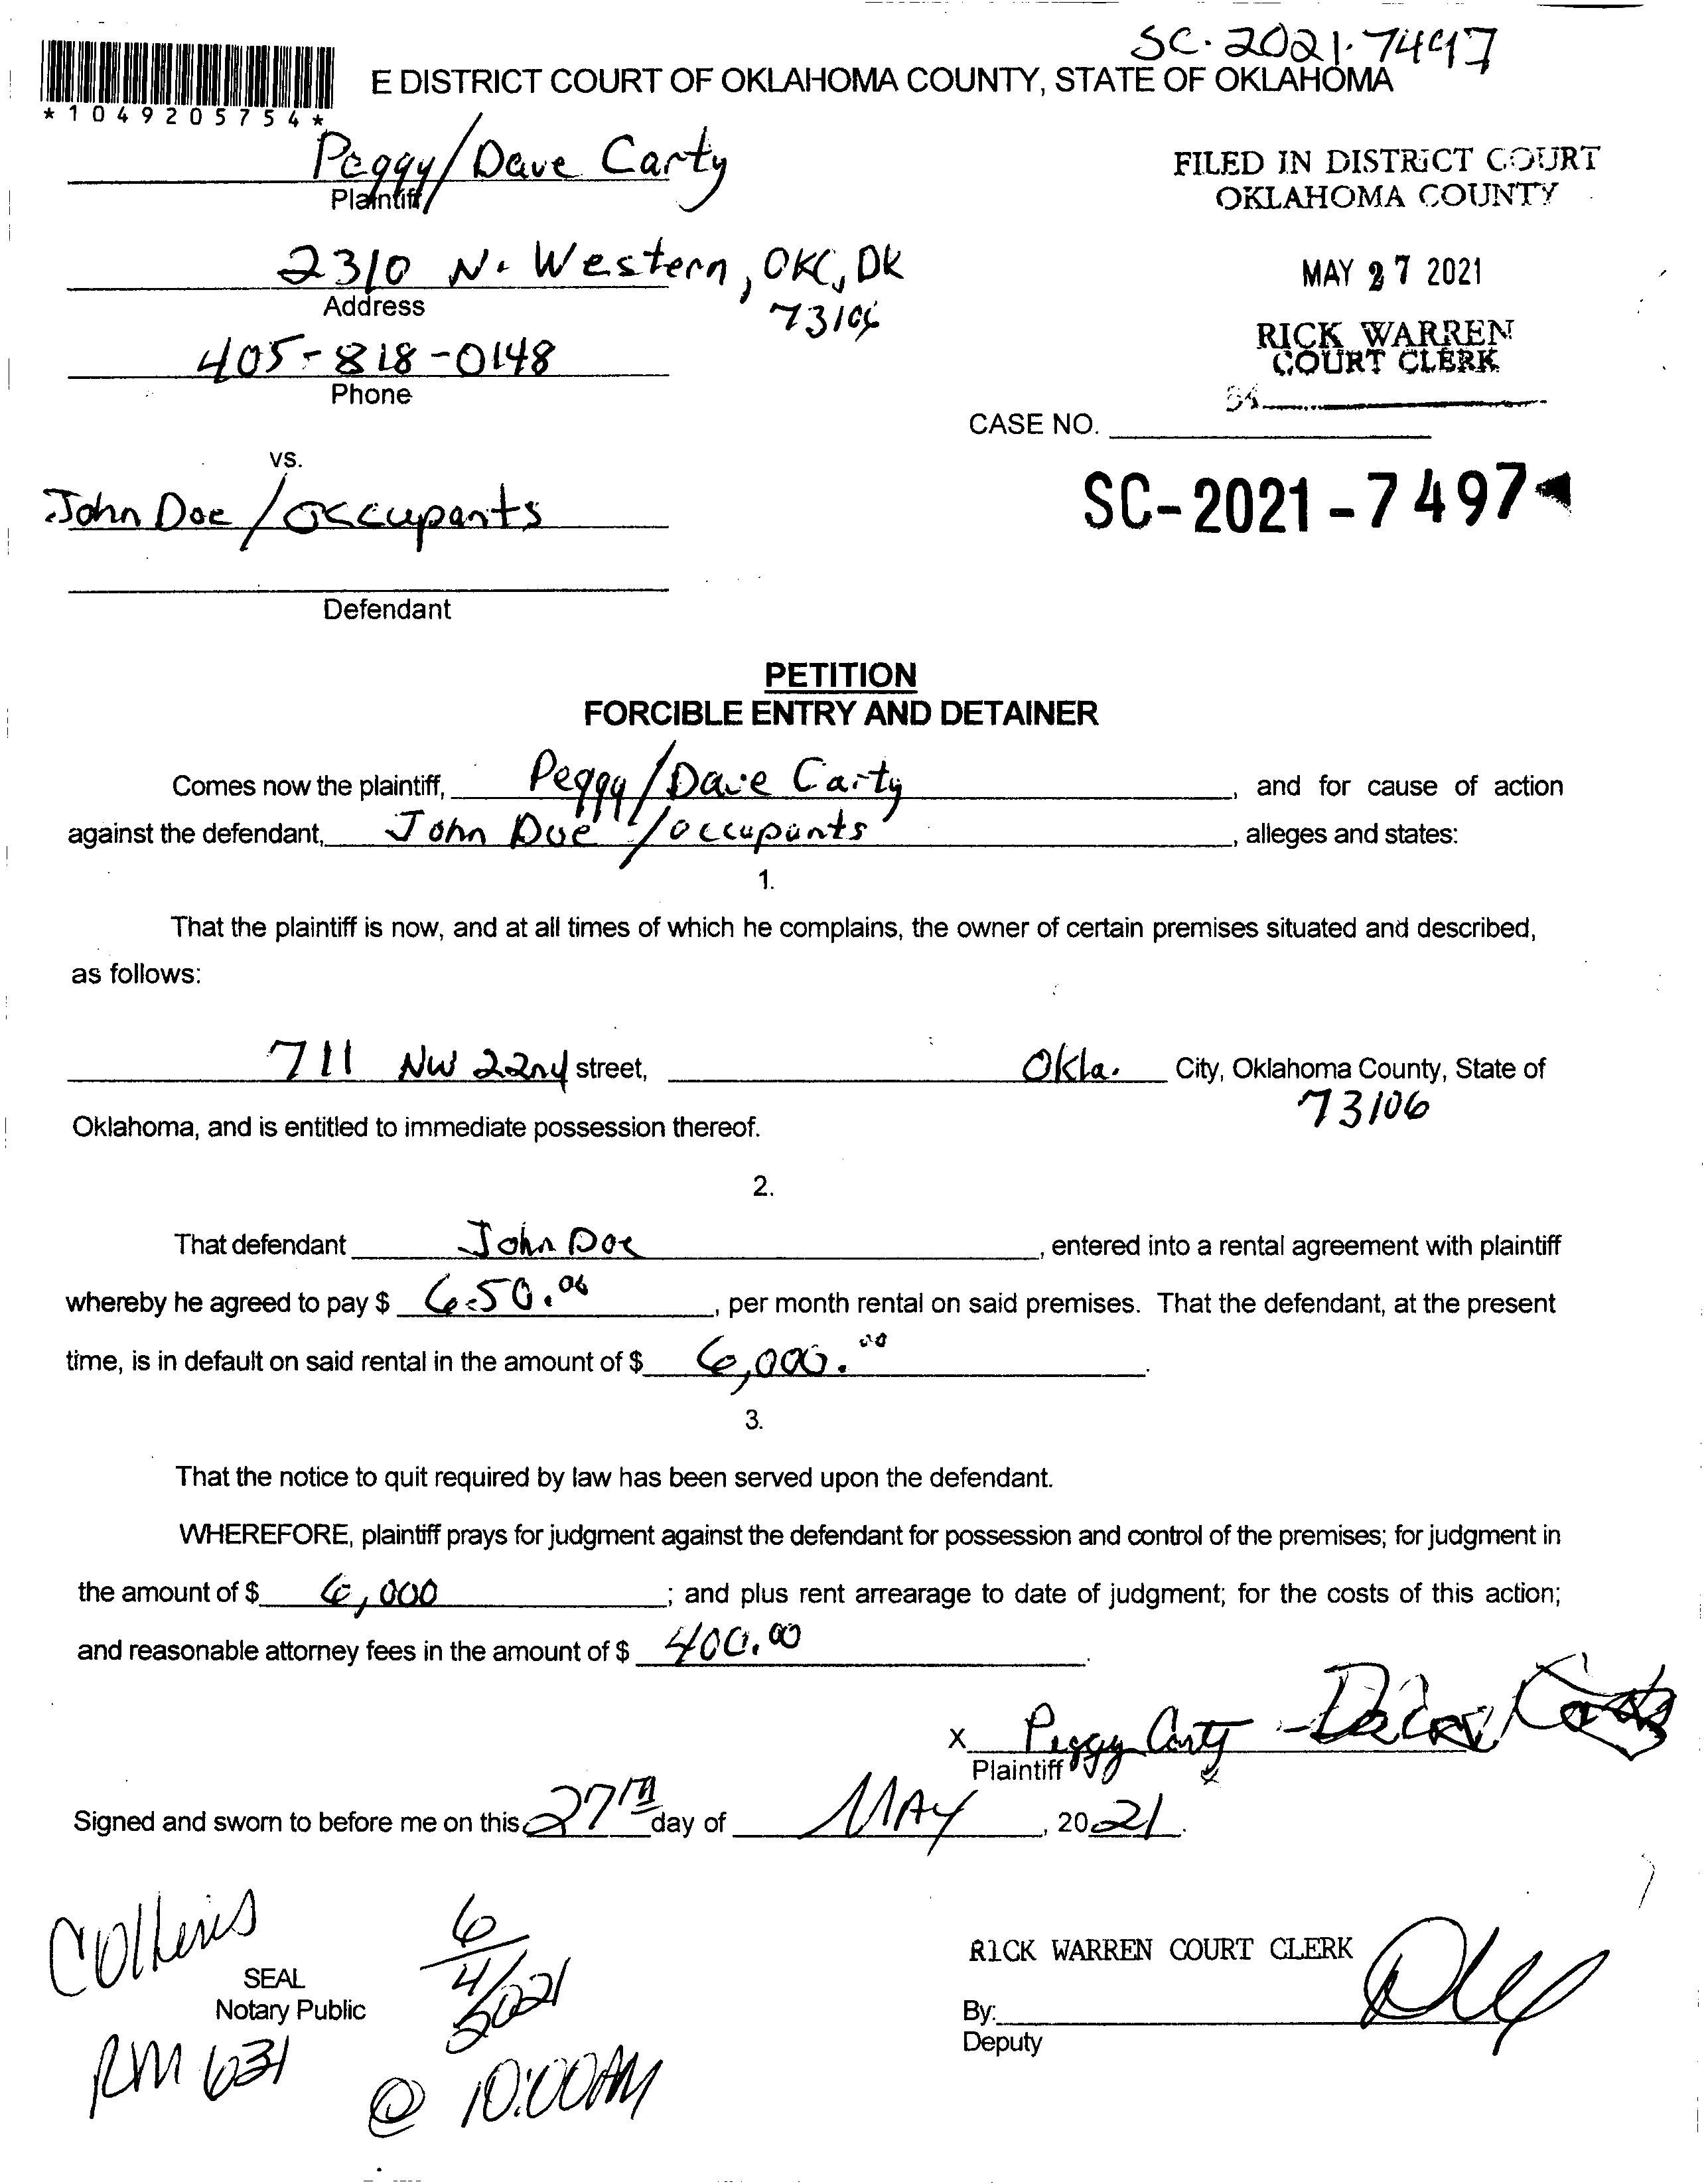 SC-2021-7497
E DISTRICT COURT OF OKLAHOMA COUNTY, STATE OF OKLAHOMA
*1049205754*
Peggy/Dave Carty
Plaintiff
FILED IN DISTRICT COURT
OKLAHOMA COUNTY
2310 N. Western, OKC, OK
73106
Address
MAY 27 2021
405-818-0148
Phone
RICK WARREN
COURT CLERK
CASE NO.
vs.
SC-2021-7497
John Doe / occupants
Defendant
PETITION
FORCIBLE ENTRY AND DETAINER
Comes now the plaintiff, Peggy/Dave Carty, and for cause of action
against the defendant, John Doe / occupants, alleges and states:
1.
That the plaintiff is now, and at all times of which he complains, the owner of certain premises situated and described,
as follows:
711 NW 22nd street, Okla. City, Oklahoma County, State of
73106
Oklahoma, and is entitled to immediate possession thereof.
2.
That defendant John Doe, entered into a rental agreement with plaintiff
whereby he agreed to pay $ 650.00, per month rental on said premises. That the defendant, at the present
time, is in default on said rental in the amount of $ 6,000.00.
3.
That the notice to quit required by law has been served upon the defendant.
WHEREFORE, plaintiff prays for judgment against the defendant for possession and control of the premises; for judgment in
the amount of $ 6,000; and plus rent arrearage to date of judgment; for the costs of this action;
and reasonable attorney fees in the amount of $ 400.00.
X Peggy Carty
Plaintiff
Signed and sworn to before me on this 27TH day of MAY, 2021.
SEAL
Notary Public
6/4/2021
RICK WARREN COURT CLERK
By:
Deputy
RM 631
@ 10:00AM